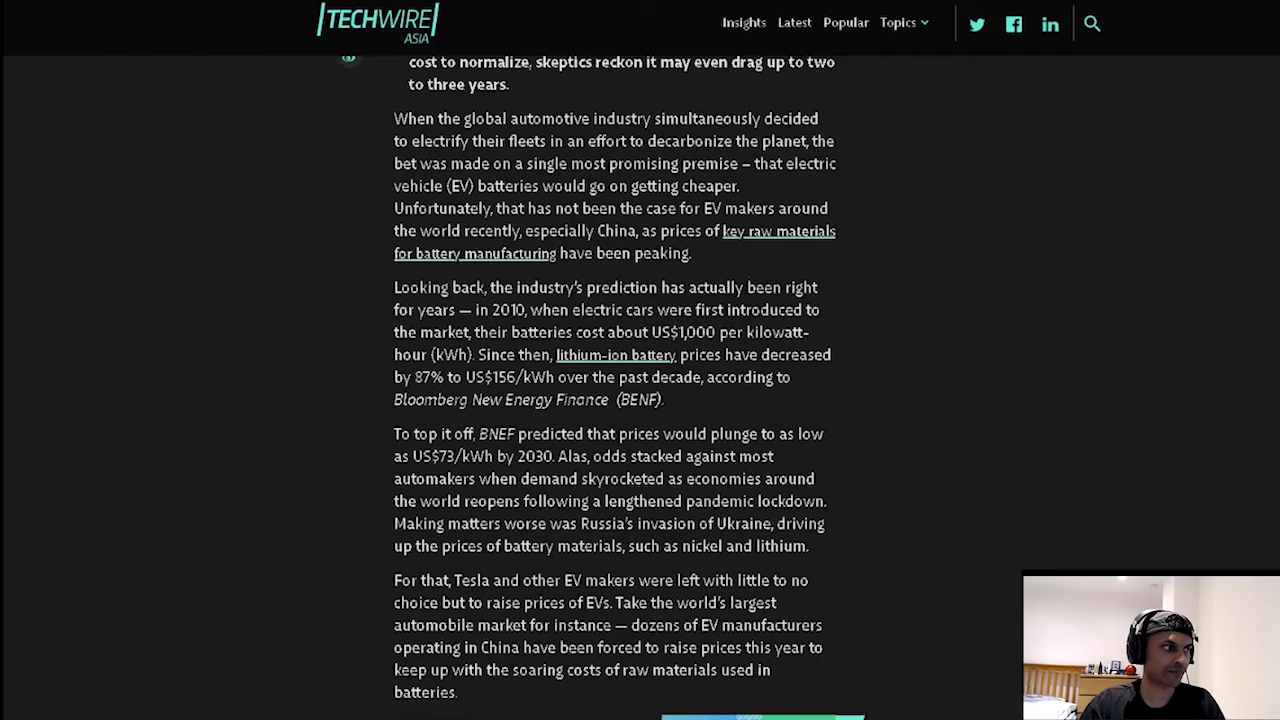 TECHWIRE
ASIA
Insights Latest Popular Topics
cost to normalize, skeptics reckon it may even drag up to two
to three years.
When the global automotive industry simultaneously decided
to electrify their fleets in an effort to decarbonize the planet, the
bet was made on a single most promising premise – that electric
vehicle (EV) batteries would go on getting cheaper.
Unfortunately, that has not been the case for EV makers around
the world recently, especially China, as prices of key raw materials
for battery manufacturing have been peaking.
Looking back, the industry's prediction has actually been right
for years — in 2010, when electric cars were first introduced to
the market, their batteries cost about US$1,000 per kilowatt-
hour (kWh). Since then, lithium-ion battery prices have decreased
by 87% to US$156/kWh over the past decade, according to
Bloomberg New Energy Finance (BENF).
To top it off, BNEF predicted that prices would plunge to as low
as US$73/kWh by 2030. Alas, odds stacked against most
automakers when demand skyrocketed as economies around
the world reopens following a lengthened pandemic lockdown.
Making matters worse was Russia's invasion of Ukraine, driving
up the prices of battery materials, such as nickel and lithium.
For that, Tesla and other EV makers were left with little to no
choice but to raise prices of EVs. Take the world's largest
automobile market for instance — dozens of EV manufacturers
operating in China have been forced to raise prices this year to
keep up with the soaring costs of raw materials used in
batteries.